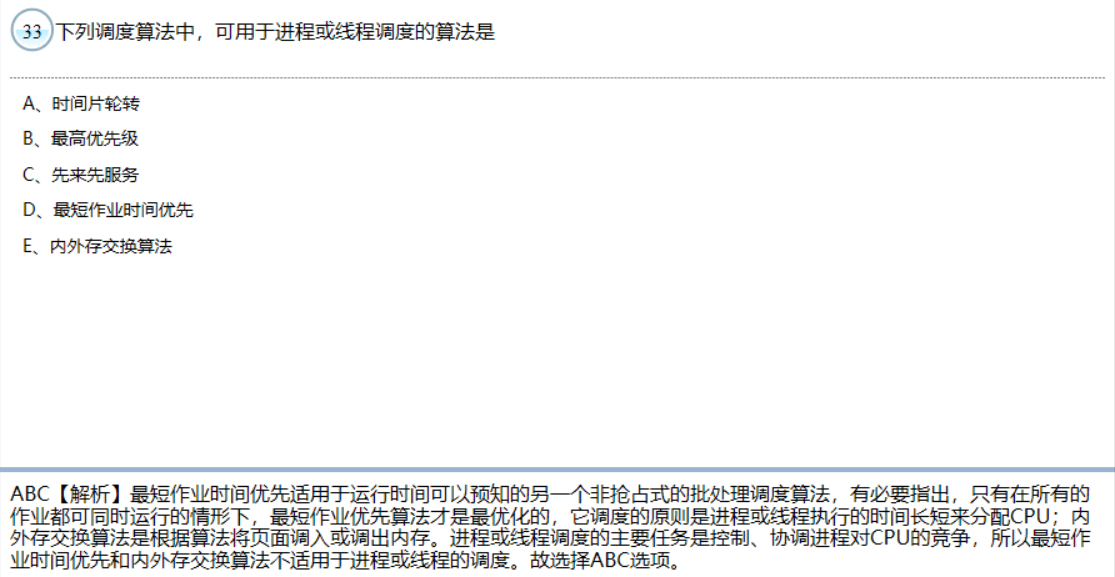 33 下列调度算法中，可用于进程或线程调度的算法是
A、时间片轮转
B、最高优先级
C、先来先服务
D、最短作业时间优先
E、内外存交换算法
ABC【解析】最短作业时间优先适用于运行时间可以预知的另一个非抢占式的批处理调度算法，有必要指出，只有在所有的
作业都可同时运行的情形下，最短作业优先算法才是最优化的，它调度的原则是进程或线程执行的时间长短来分配CPU；内
外存交换算法是根据算法将页面调入或调出内存。进程或线程调度的主要任务是控制、协调进程对CPU的竞争，所以最短作
业时间优先和内外存交换算法不适用于进程或线程的调度。故选择ABC选项。